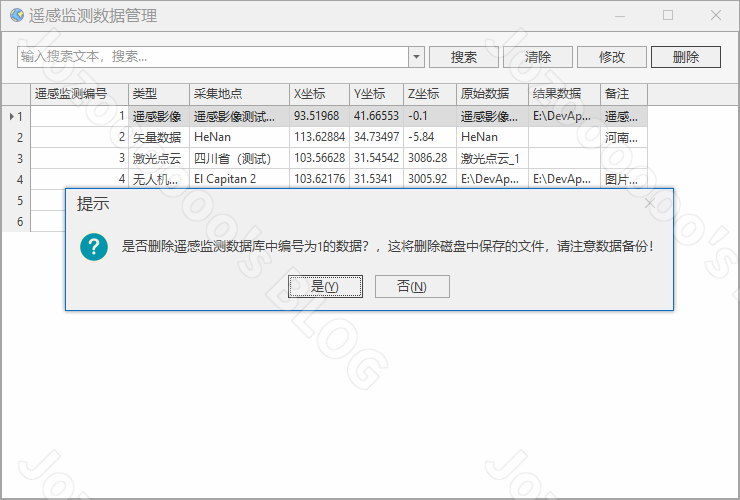 遥感监测数据管理
输入搜索文本，搜索... 搜索 清除 修改 删除
遥感监测编号 类型 采集地点 X坐标 Y坐标 Z坐标 原始数据 结果数据 备注
1 1 遥感影像 遥感影像测试... 93.51968 41.66553 -0.1 遥感影像... E:\DevAp... 遥感...
2 2 矢量数据 HeNan 113.62884 34.73497 -5.84 HeNan 河南...
3 3 激光点云 四川省（测试） 103.56628 31.54542 3086.28 激光点云_1
4 4 无人机... El Capitan 2 103.62176 31.5341 3005.92 E:\DevAp... E:\DevAp... 图片...
5
6
提示
是否删除遥感监测数据库中编号为1的数据？，这将删除磁盘中保存的文件，请注意数据备份！
是(Y) 否(N)